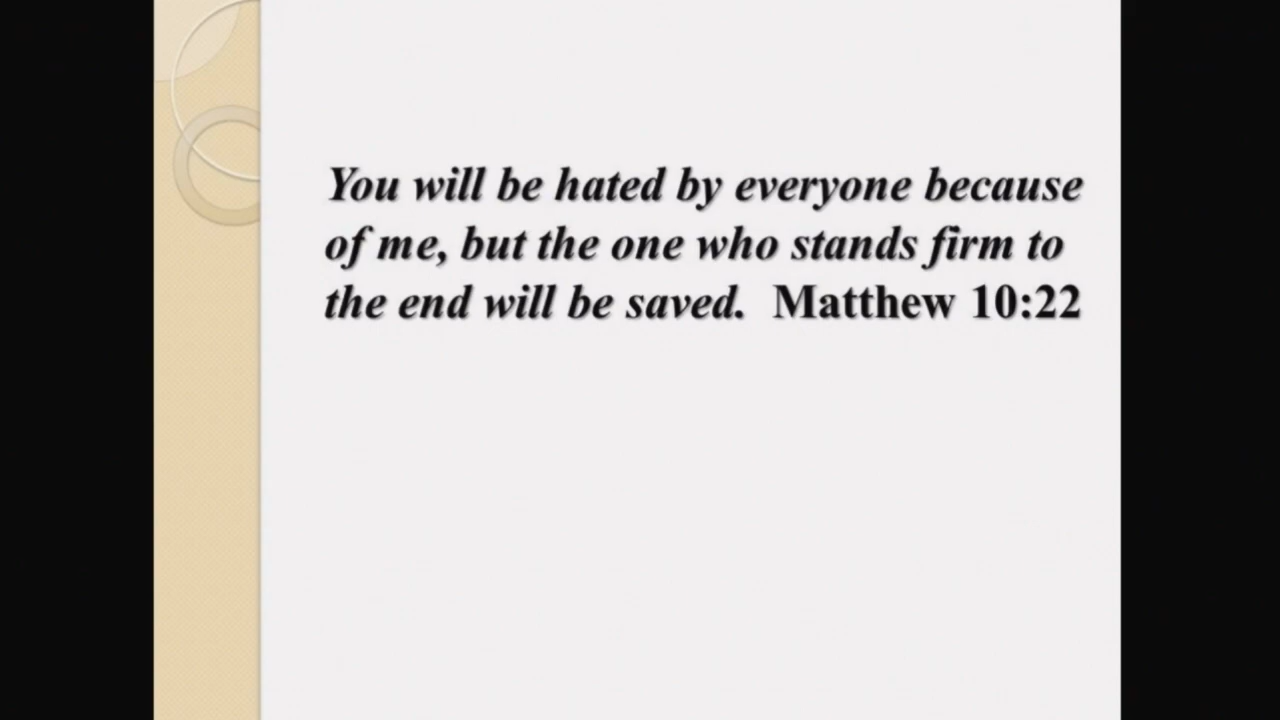 You will be hated by everyone because
of me, but the one who stands firm to
the end will be saved.  Matthew 10:22